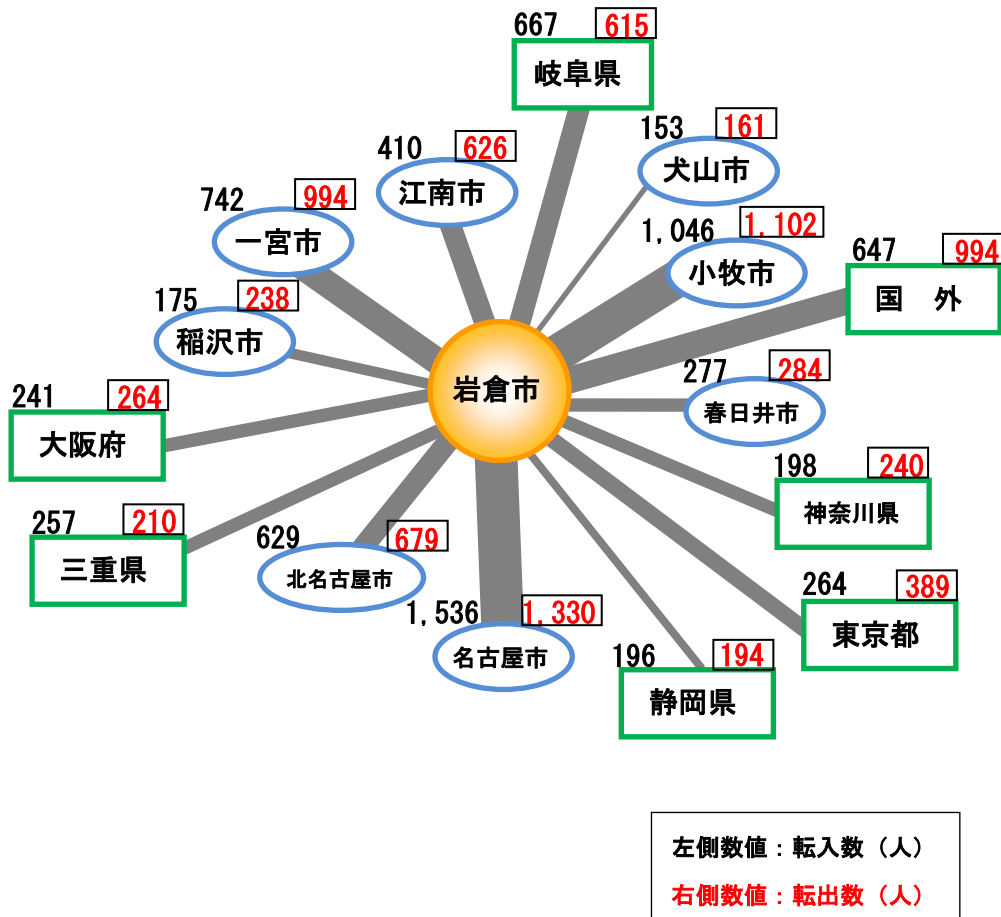 667 615
岐阜県
153 161
犬山市
410 626
江南市
742 994
一宮市
1,046 1,102
小牧市
647 994
国　外
175 238
稲沢市
岩倉市
277 284
春日井市
241 264
大阪府
198 240
神奈川県
257 210
三重県
629 679
北名古屋市
264 389
東京都
1,536 1,330
名古屋市
196 194
静岡県
左側数値：転入数（人）
右側数値：転出数（人）